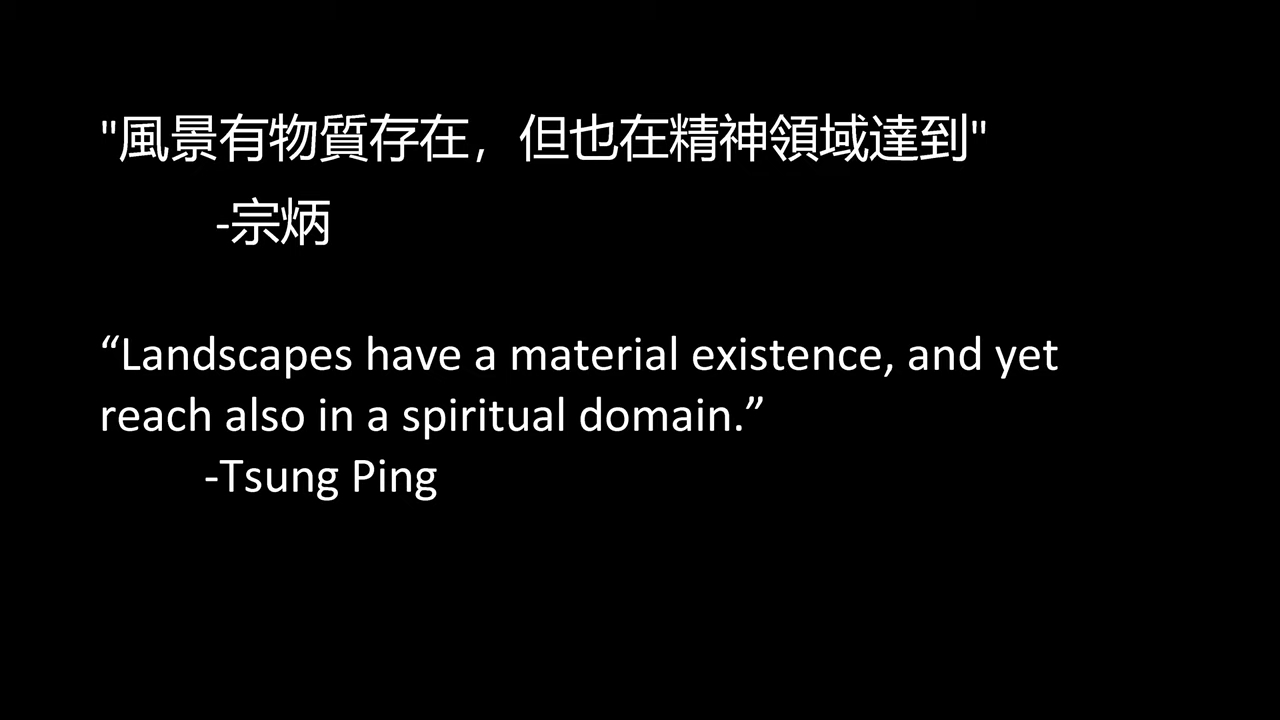 "風景有物質存在，但也在精神領域達到"
-宗炳
“Landscapes have a material existence, and yet
reach also in a spiritual domain.”
-Tsung Ping